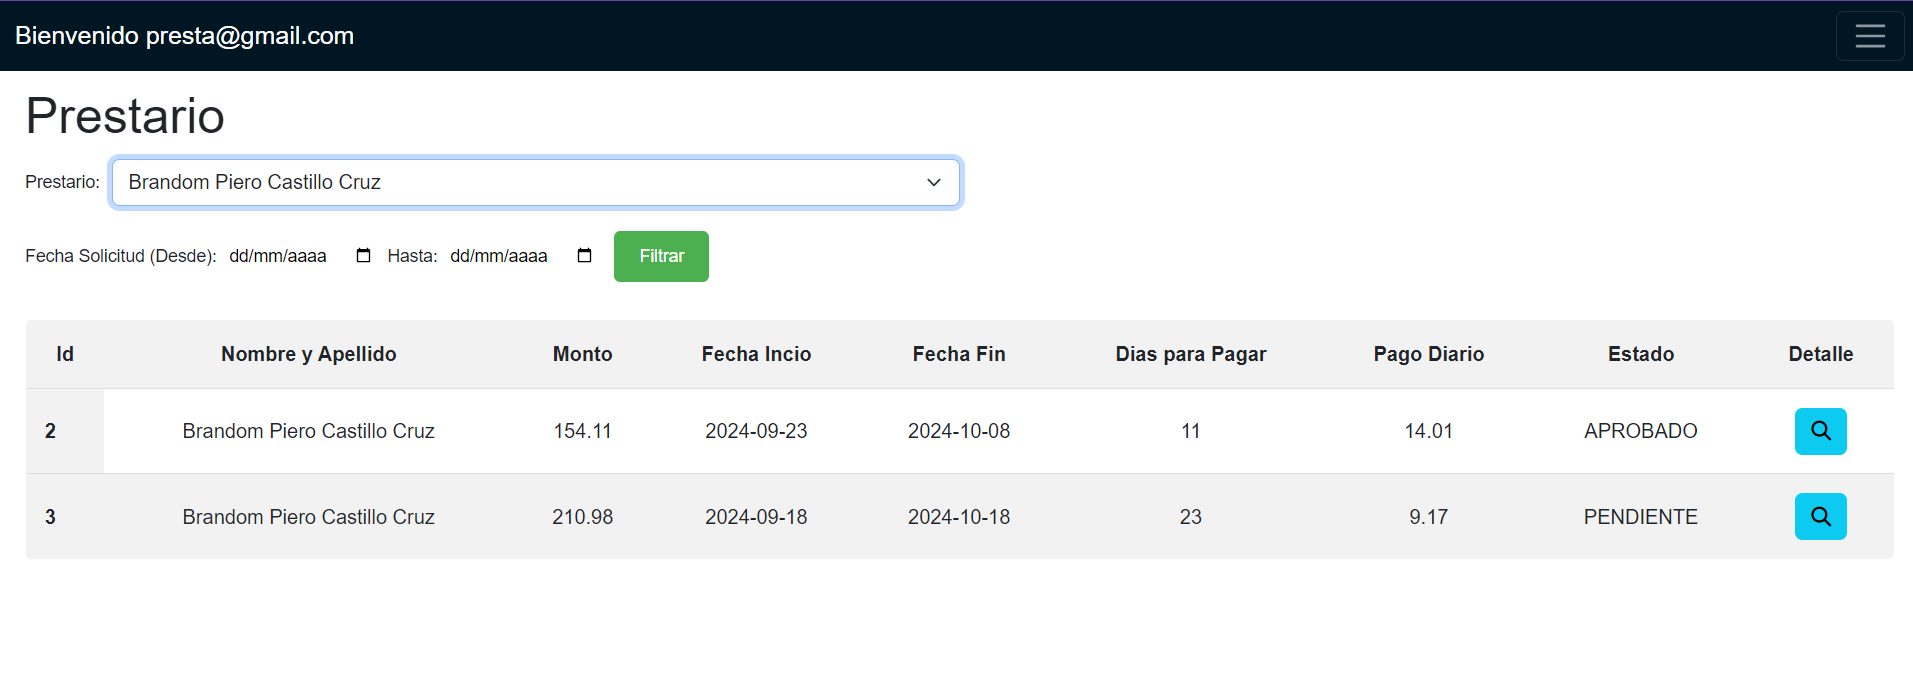 Bienvenido presta@gmail.com
Prestario
Prestario: Brandom Piero Castillo Cruz
Fecha Solicitud (Desde): dd/mm/aaaa Hasta: dd/mm/aaaa Filtrar
Id Nombre y Apellido Monto Fecha Incio Fecha Fin Dias para Pagar Pago Diario Estado Detalle
2 Brandom Piero Castillo Cruz 154.11 2024-09-23 2024-10-08 11 14.01 APROBADO
3 Brandom Piero Castillo Cruz 210.98 2024-09-18 2024-10-18 23 9.17 PENDIENTE